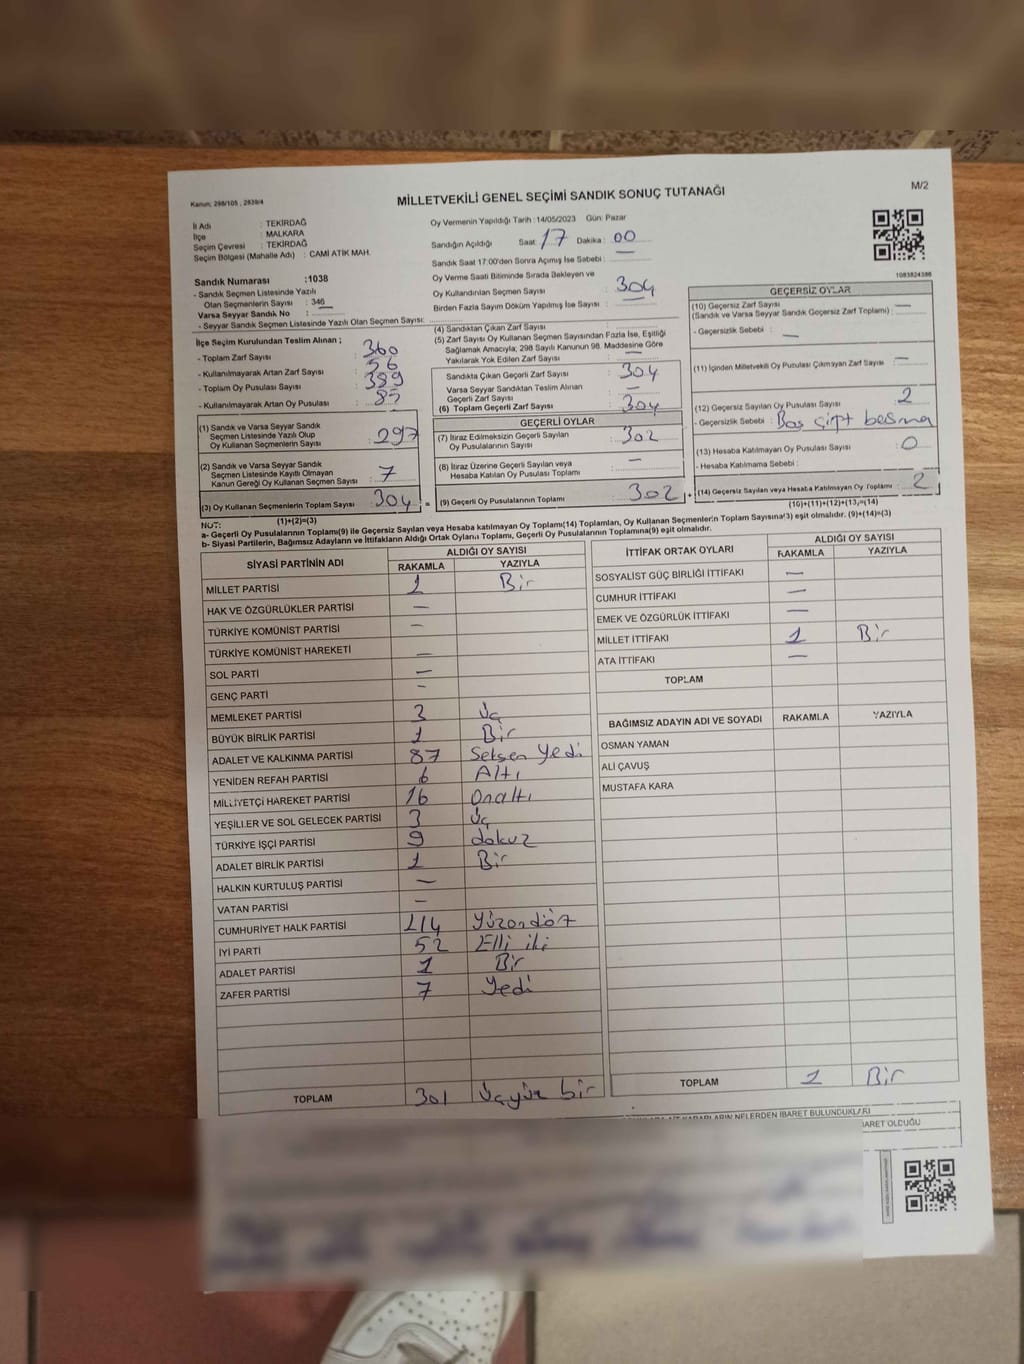 Kanun: 298/105 , 2839/4
MİLLETVEKİLİ GENEL SEÇİMİ SANDIK SONUÇ TUTANAĞI
M/2
İl Adı : TEKİRDAĞ
İlçe : MALKARA
Seçim Çevresi : TEKİRDAĞ
Seçim Bölgesi (Mahalle Adı) : CAMİ ATİK MAH.
Oy Vermenin Yapıldığı Tarih : 14/05/2023 Gün: Pazar
Sandığın Açıldığı Saat : 17 Dakika : 00
Sandık Saat 17:00'den Sonra Açımış İse Sebebi :
Oy Verme Saati Bitiminde Sırada Bekleyen ve
Oy Kullandırılan Seçmen Sayısı : 304
Birden Fazla Sayım Döküm Yapılmış İse Sayısı :
Sandık Numarası :1038
- Sandık Seçmen Listesinde Yazılı
Olan Seçmenlerin Sayısı : 346
Varsa Seyyar Sandık No :
- Seyyar Sandık Seçmen Listesinde Yazılı Olan Seçmen Sayısı:
İlçe Seçim Kurulundan Teslim Alınan ;
- Toplam Zarf Sayısı : 360
- Kullanılmayarak Artan Zarf Sayısı : 56
- Toplam Oy Pusulası Sayısı : 389
- Kullanılmayarak Artan Oy Pusulası : 85
(1) Sandık ve Varsa Seyyar Sandık
Seçmen Listesinde Yazılı Olup
Oy Kullanan Seçmenlerin Sayısı : 297
(2) Sandık ve Varsa Seyyar Sandık
Seçmen Listesinde Kayıtlı Olmayan
Kanun Gereği Oy Kullanan Seçmen Sayısı : 7
(3) Oy Kullanan Seçmenlerin Toplam Sayısı : 304 =
(1)+(2)=(3)
(4) Sandıktan Çıkan Zarf Sayısı :
(5) Zarf Sayısı Oy Kullanan Seçmen Sayısından Fazla İse, Eşitliği
Sağlamak Amacıyla, 298 Sayılı Kanunun 98. Maddesine Göre
Yakılarak Yok Edilen Zarf Sayısı : —
Sandıkta Çıkan Geçerli Zarf Sayısı : 304
Varsa Seyyar Sandıktan Teslim Alınan
Geçerli Zarf Sayısı : —
(6) Toplam Geçerli Zarf Sayısı : 304
GEÇERLİ OYLAR
(7) İtiraz Edilmeksizin Geçerli Sayılan
Oy Pusulalarının Sayısı : 302
(8) İtiraz Üzerine Geçerli Sayılan veya
Hesaba Katılan Oy Pusulası Toplamı : —
(9) Geçerli Oy Pusulalarının Toplamı : 302 +
1083824386
GEÇERSİZ OYLAR
(10) Geçersiz Zarf Sayısı
(Sandık ve Varsa Seyyar Sandık Geçersiz Zarf Toplamı) : —
- Geçersizlik Sebebi : —
(11) İçinden Milletvekili Oy Pusulası Çıkmayan Zarf Sayısı : —
(12) Geçersiz Sayılan Oy Pusulası Sayısı : 2
- Geçersizlik Sebebi : Boş çift basma
(13) Hesaba Katılmayan Oy Pusulası Sayısı : 0
- Hesaba Katılmama Sebebi :
(14) Geçersiz Sayılan veya Hesaba Katılmayan Oy Toplamı : 2
(10)+(11)+(12)+(13)=(14)
NOT:
a- Geçerli Oy Pusulalarının Toplamı(9) ile Geçersiz Sayılan veya Hesaba katılmayan Oy Toplamı(14) Toplamları, Oy Kullanan Seçmenlerin Toplam Sayısına(3) eşit olmalıdır. (9)+(14)=(3)
b- Siyasi Partilerin, Bağımsız Adayların ve İttifakların Aldığı Ortak Oyların Toplamı, Geçerli Oy Pusulalarının Toplamına(9) eşit olmalıdır.
SİYASİ PARTİNİN ADI ALDIĞI OY SAYISI
RAKAMLA YAZIYLA
MİLLET PARTİSİ 1 Bir
HAK VE ÖZGÜRLÜKLER PARTİSİ —
TÜRKİYE KOMÜNİST PARTİSİ —
TÜRKİYE KOMÜNİST HAREKETİ —
SOL PARTİ —
GENÇ PARTİ —
MEMLEKET PARTİSİ 3 Üç
BÜYÜK BİRLİK PARTİSİ 1 Bir
ADALET VE KALKINMA PARTİSİ 87 Seksen yedi
YENİDEN REFAH PARTİSİ 6 Altı
MİLLİYETÇİ HAREKET PARTİSİ 16 Onaltı
YEŞİLLER VE SOL GELECEK PARTİSİ 3 Üç
TÜRKİYE İŞÇİ PARTİSİ 9 dokuz
ADALET BİRLİK PARTİSİ 1 Bir
HALKIN KURTULUŞ PARTİSİ —
VATAN PARTİSİ —
CUMHURİYET HALK PARTİSİ 114 Yüzondört
İYİ PARTİ 52 Elli iki
ADALET PARTİSİ 1 Bir
ZAFER PARTİSİ 7 Yedi
TOPLAM 301 Üçyüz bir
İTTİFAK ORTAK OYLARI ALDIĞI OY SAYISI
RAKAMLA YAZIYLA
SOSYALİST GÜÇ BİRLİĞİ İTTİFAKI —
CUMHUR İTTİFAKI —
EMEK VE ÖZGÜRLÜK İTTİFAKI —
MİLLET İTTİFAKI 1 Bir
ATA İTTİFAKI —
TOPLAM
BAĞIMSIZ ADAYIN ADI VE SOYADI RAKAMLA YAZIYLA
OSMAN YAMAN
ALİ ÇAVUŞ
MUSTAFA KARA
TOPLAM 1 Bir
KARARLARIN NELERDEN İBARET BULUNDUKLARI
İBARET OLDUĞU